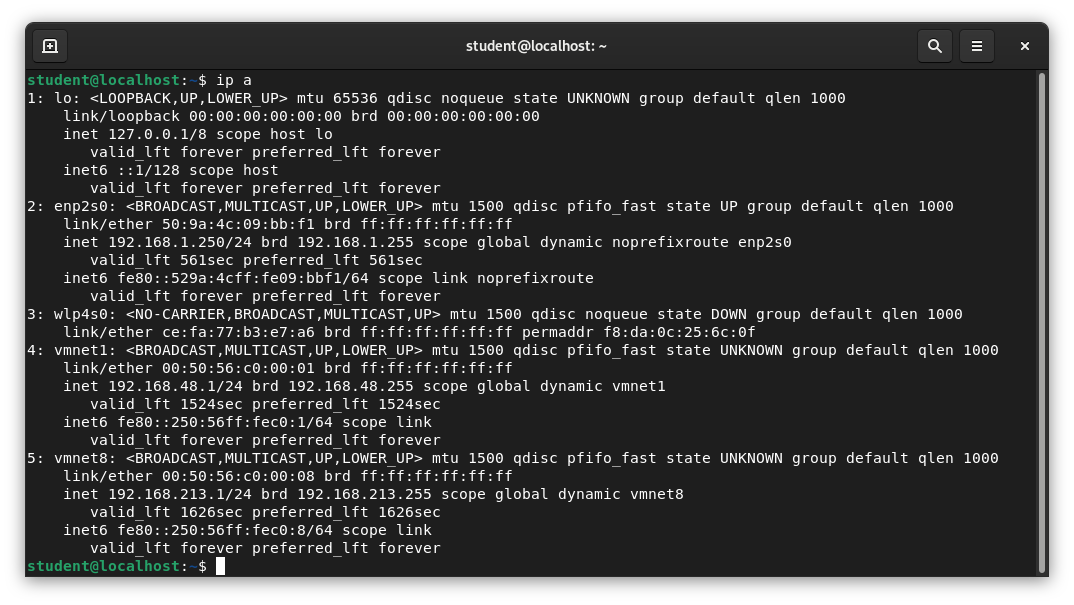 student@localhost: ~
student@localhost:~$ ip a
1: lo: <LOOPBACK,UP,LOWER_UP> mtu 65536 qdisc noqueue state UNKNOWN group default qlen 1000
    link/loopback 00:00:00:00:00:00 brd 00:00:00:00:00:00
    inet 127.0.0.1/8 scope host lo
       valid_lft forever preferred_lft forever
    inet6 ::1/128 scope host
       valid_lft forever preferred_lft forever
2: enp2s0: <BROADCAST,MULTICAST,UP,LOWER_UP> mtu 1500 qdisc pfifo_fast state UP group default qlen 1000
    link/ether 50:9a:4c:09:bb:f1 brd ff:ff:ff:ff:ff:ff
    inet 192.168.1.250/24 brd 192.168.1.255 scope global dynamic noprefixroute enp2s0
       valid_lft 561sec preferred_lft 561sec
    inet6 fe80::529a:4cff:fe09:bbf1/64 scope link noprefixroute
       valid_lft forever preferred_lft forever
3: wlp4s0: <NO-CARRIER,BROADCAST,MULTICAST,UP> mtu 1500 qdisc noqueue state DOWN group default qlen 1000
    link/ether ce:fa:77:b3:e7:a6 brd ff:ff:ff:ff:ff:ff permaddr f8:da:0c:25:6c:0f
4: vmnet1: <BROADCAST,MULTICAST,UP,LOWER_UP> mtu 1500 qdisc pfifo_fast state UNKNOWN group default qlen 1000
    link/ether 00:50:56:c0:00:01 brd ff:ff:ff:ff:ff:ff
    inet 192.168.48.1/24 brd 192.168.48.255 scope global dynamic vmnet1
       valid_lft 1524sec preferred_lft 1524sec
    inet6 fe80::250:56ff:fec0:1/64 scope link
       valid_lft forever preferred_lft forever
5: vmnet8: <BROADCAST,MULTICAST,UP,LOWER_UP> mtu 1500 qdisc pfifo_fast state UNKNOWN group default qlen 1000
    link/ether 00:50:56:c0:00:08 brd ff:ff:ff:ff:ff:ff
    inet 192.168.213.1/24 brd 192.168.213.255 scope global dynamic vmnet8
       valid_lft 1626sec preferred_lft 1626sec
    inet6 fe80::250:56ff:fec0:8/64 scope link
       valid_lft forever preferred_lft forever
student@localhost:~$